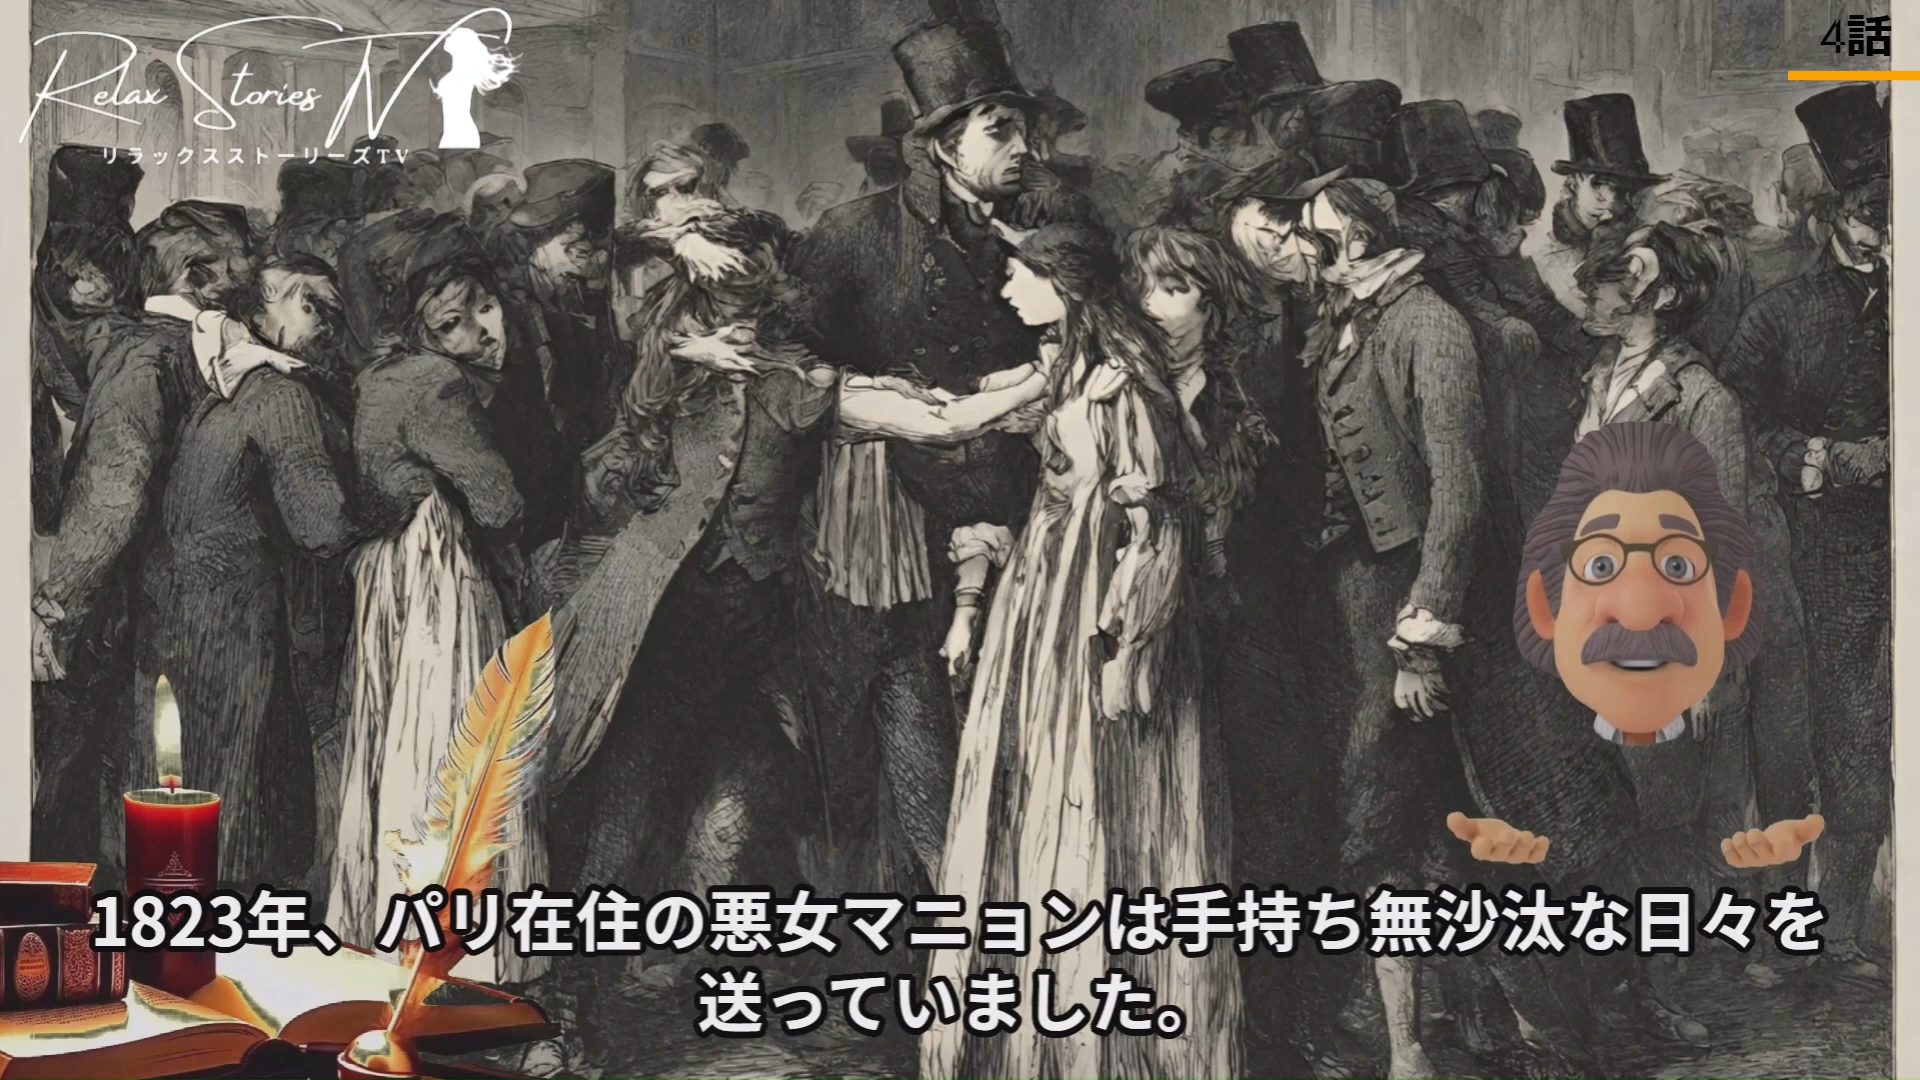 Relax Stories TV
リラックスストーリーズTV
4話
1823年、パリ在住の悪女マニョンは手持ち無沙汰な日々を
送っていました。